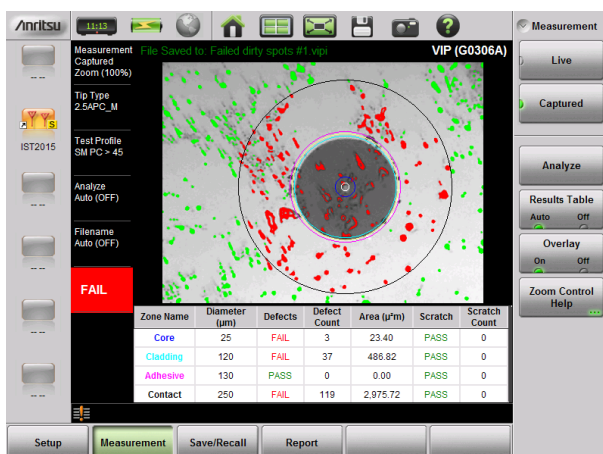 Anritsu
11:13
?
Measurement
Captured
Zoom (100%)
File Saved to: Failed dirty spots #1.vipi
VIP (G0306A)
Tip Type
2.5APC_M
Test Profile
SM PC > 45
Analyze
Auto (OFF)
Filename
Auto (OFF)
FAIL
-- --
S
IST2015
-- --
-- --
-- --
-- --
-- --
Zone Name Diameter (µm) Defects Defect Count Area (µ²m) Scratch Scratch Count
Core 25 FAIL 3 23.40 PASS 0
Cladding 120 FAIL 37 486.82 PASS 0
Adhesive 130 PASS 0 0.00 PASS 0
Contact 250 FAIL 119 2,975.72 PASS 0
Measurement
Live
Captured
Analyze
Results Table
Auto Off
Overlay
On Off
Zoom Control
Help
Setup Measurement Save/Recall Report